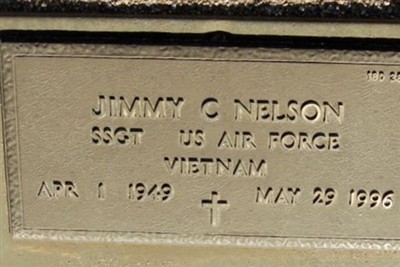 JIMMY C NELSON
SSGT US AIR FORCE
VIETNAM
APR 1 1949 MAY 29 1996